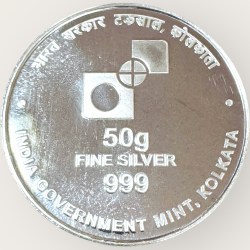 भारत सरकार टकसाल, कोलकाता
50g
FINE SILVER
999
INDIA GOVERNMENT MINT, KOLKATA